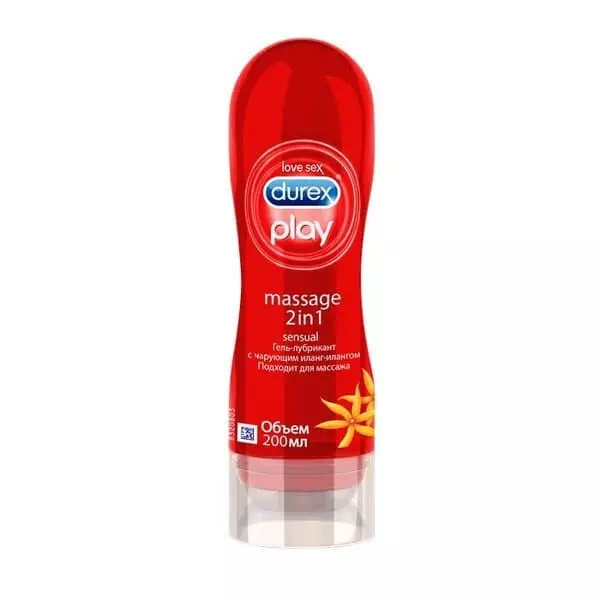 love sex
durex
play
massage
2in1
sensual
Гель-лубрикант
с чарующим иланг-илангом
Подходит для массажа
Объем
200мл